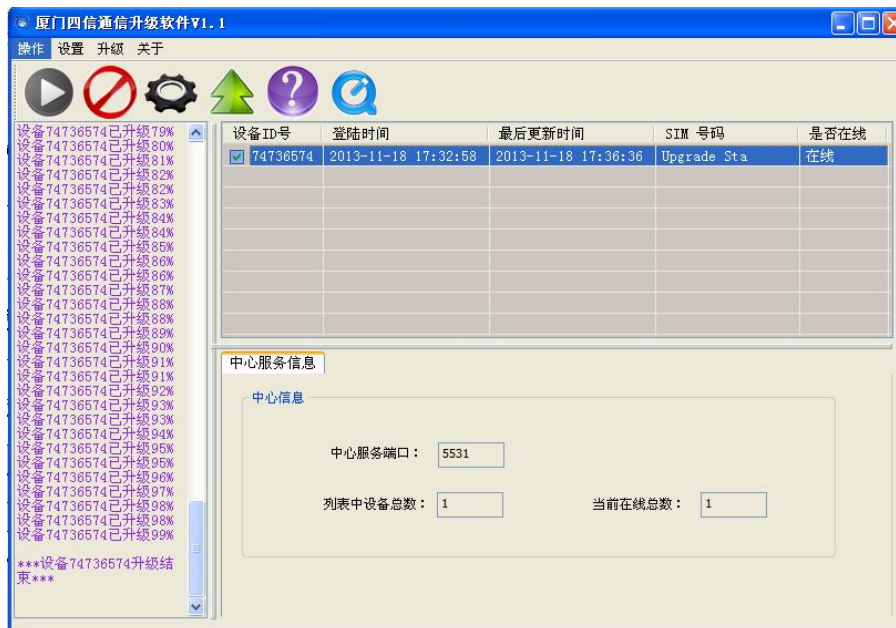 厦门四信通信升级软件V1.1
操作 设置 升级 关于
设备74736574已升级79%
设备74736574已升级80%
设备74736574已升级81%
设备74736574已升级82%
设备74736574已升级82%
设备74736574已升级83%
设备74736574已升级84%
设备74736574已升级84%
设备74736574已升级85%
设备74736574已升级86%
设备74736574已升级86%
设备74736574已升级87%
设备74736574已升级88%
设备74736574已升级88%
设备74736574已升级89%
设备74736574已升级90%
设备74736574已升级91%
设备74736574已升级91%
设备74736574已升级92%
设备74736574已升级93%
设备74736574已升级93%
设备74736574已升级94%
设备74736574已升级95%
设备74736574已升级95%
设备74736574已升级96%
设备74736574已升级97%
设备74736574已升级98%
设备74736574已升级98%
设备74736574已升级99%
***设备74736574升级结
束***
设备ID号 登陆时间 最后更新时间 SIM 号码 是否在线
74736574 2013-11-18 17:32:58 2013-11-18 17:36:36 Upgrade Sta 在线
中心服务信息
中心信息
中心服务端口： 5531
列表中设备总数： 1 当前在线总数： 1